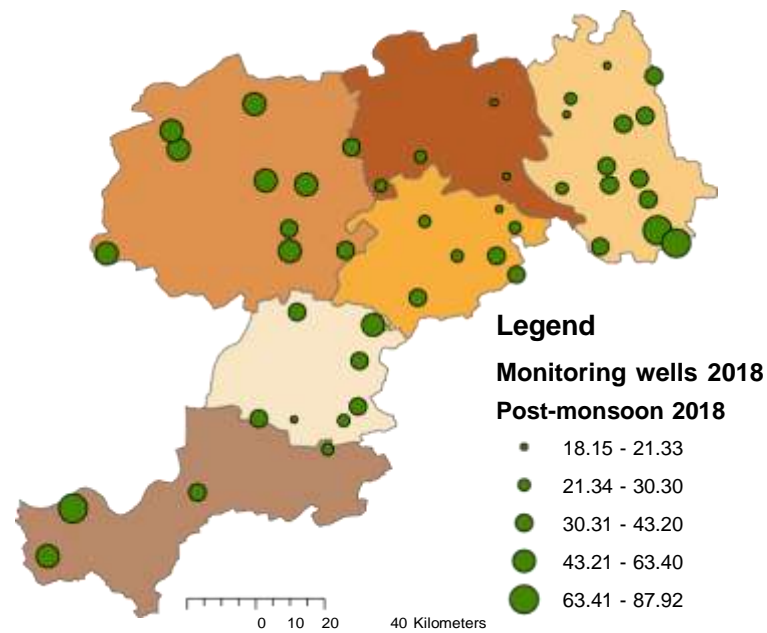 Legend
Monitoring wells 2018
Post-monsoon 2018
18.15 - 21.33
21.34 - 30.30
30.31 - 43.20
43.21 - 63.40
63.41 - 87.92
0 10 20 40 Kilometers